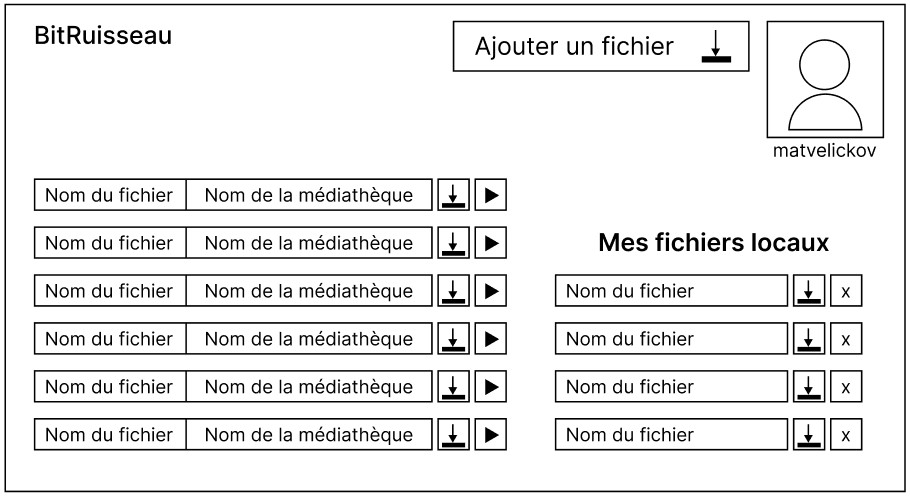 BitRuisseau
Ajouter un fichier
matvelickov
Nom du fichier Nom de la médiathèque
Nom du fichier Nom de la médiathèque
Nom du fichier Nom de la médiathèque
Nom du fichier Nom de la médiathèque
Nom du fichier Nom de la médiathèque
Nom du fichier Nom de la médiathèque
Mes fichiers locaux
Nom du fichier x
Nom du fichier x
Nom du fichier x
Nom du fichier x